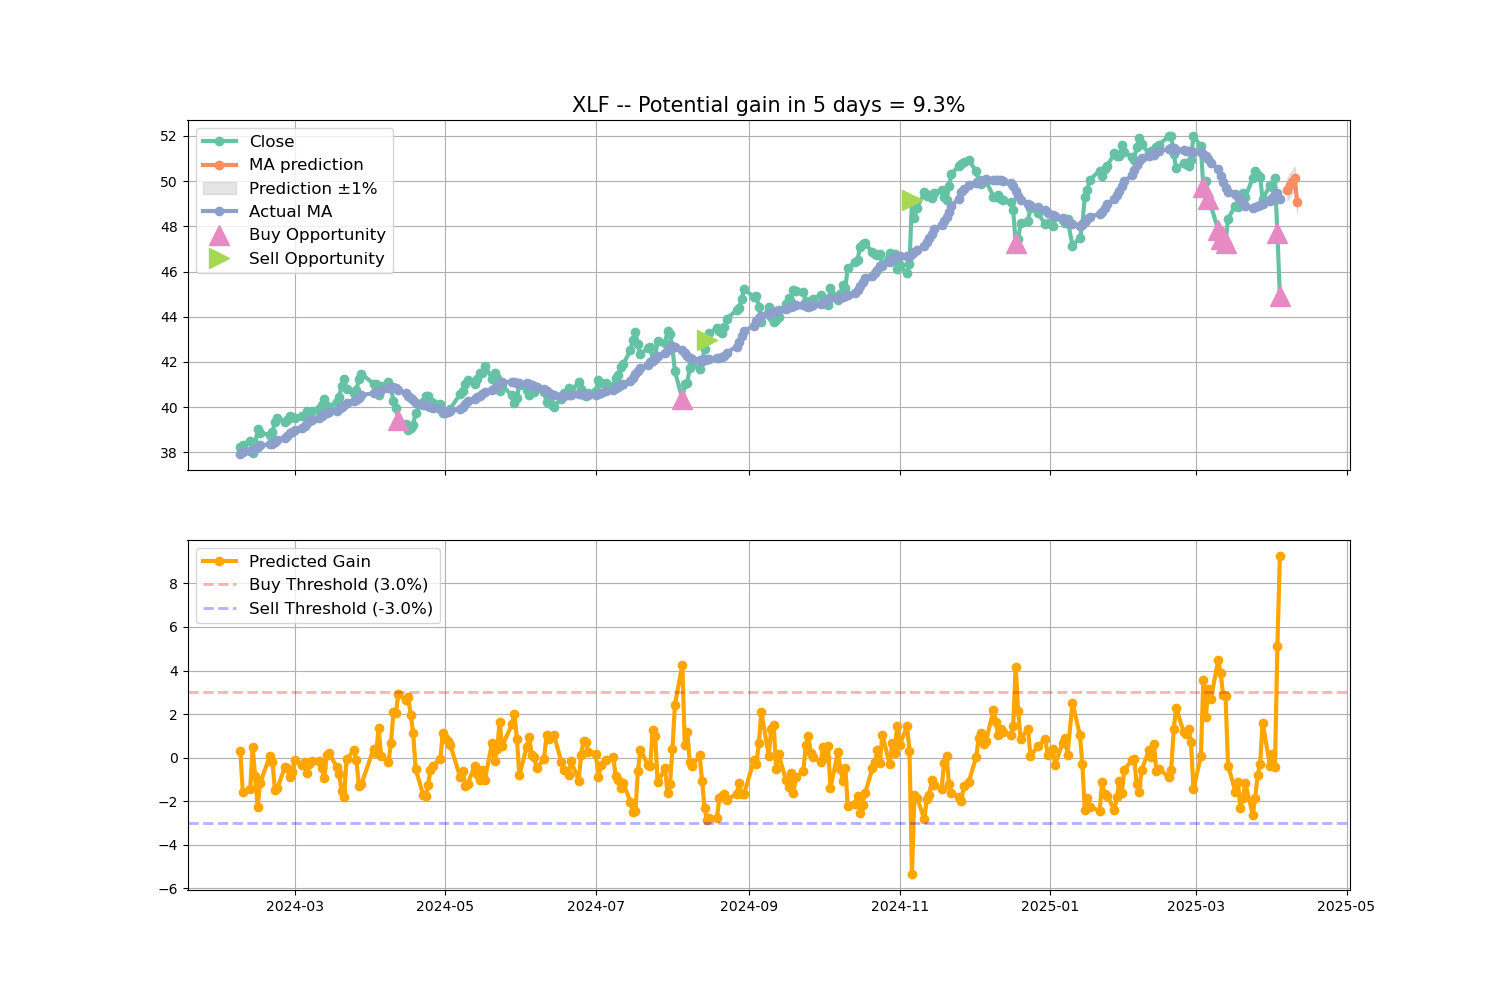 XLF -- Potential gain in 5 days = 9.3%
52
50
48
46
44
42
40
38
Close
MA prediction
Prediction ±1%
Actual MA
Buy Opportunity
Sell Opportunity
8
6
4
2
0
−2
−4
−6
Predicted Gain
Buy Threshold (3.0%)
Sell Threshold (-3.0%)
2024-03 2024-05 2024-07 2024-09 2024-11 2025-01 2025-03 2025-05